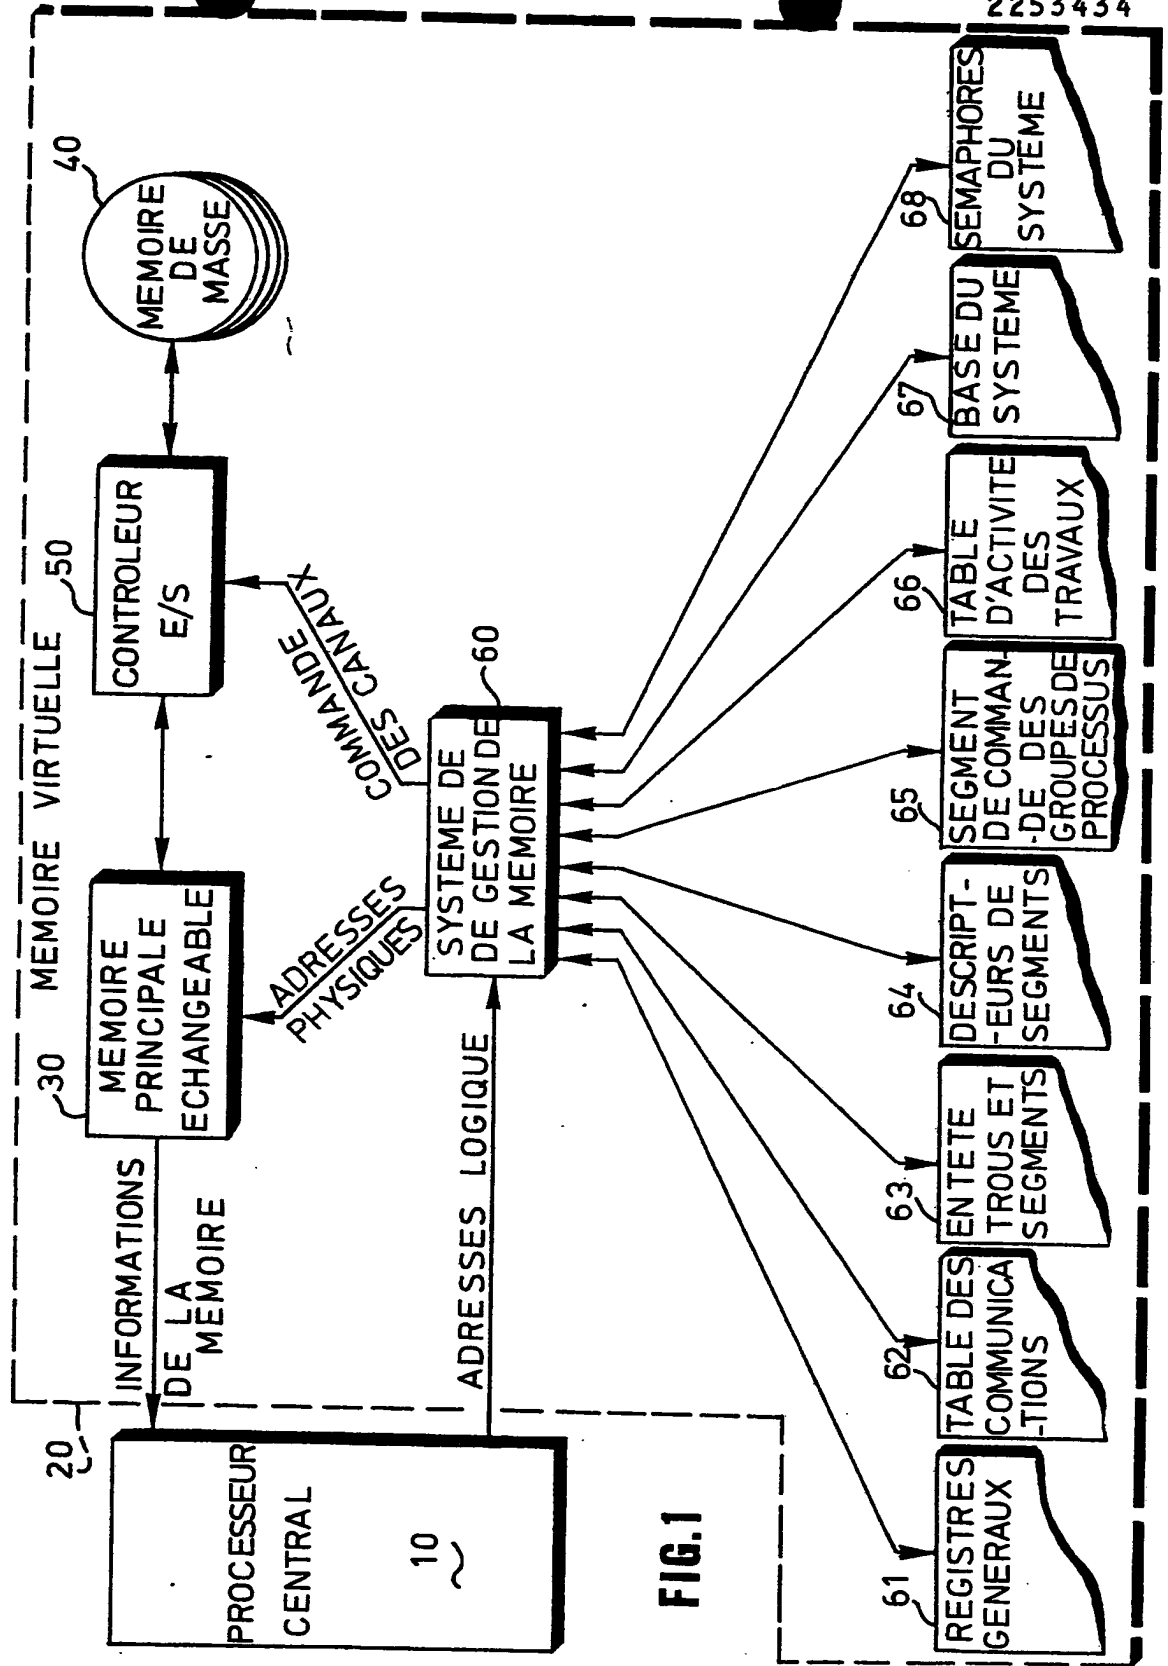 2253434
MEMOIRE VIRTUELLE
20
PROCESSEUR
CENTRAL
10
INFORMATIONS
DE LA
MEMOIRE
30
MEMOIRE
PRINCIPALE
ECHANGEABLE
50
CONTROLEUR
E/S
40
MEMOIRE
DE
MASSE
ADRESSES LOGIQUE
ADRESSES
PHYSIQUES
COMMANDE
DES CANAUX
60
SYSTEME DE
DE GESTION DE
LA MEMOIRE
FIG.1
61
REGISTRES
GENERAUX
62
TABLE DES
COMMUNICA
-TIONS
63
EN TETE
TROUS ET
SEGMENTS
64
DESCRIPT-
-EURS DE
SEGMENTS
65
SEGMENT
DE COMMAN-
-DE DES
GROUPES DE
PROCESSUS
66
TABLE
D'ACTIVITE
DES
TRAVAUX
67
BASE DU
SYSTEME
68
SEMAPHORES
DU
SYSTEME